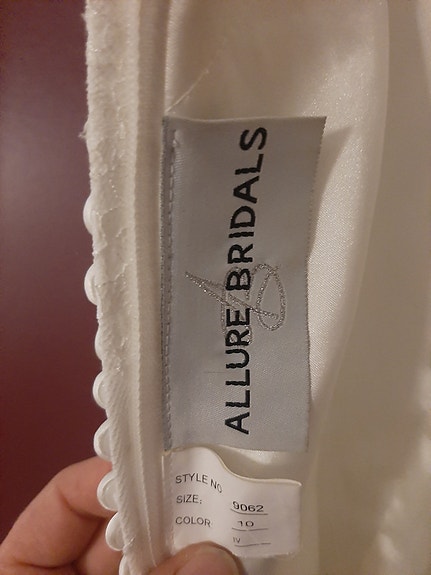 ALLURE BRIDALS
STYLE NO. 9062
SIZE: 10
COLOR IV